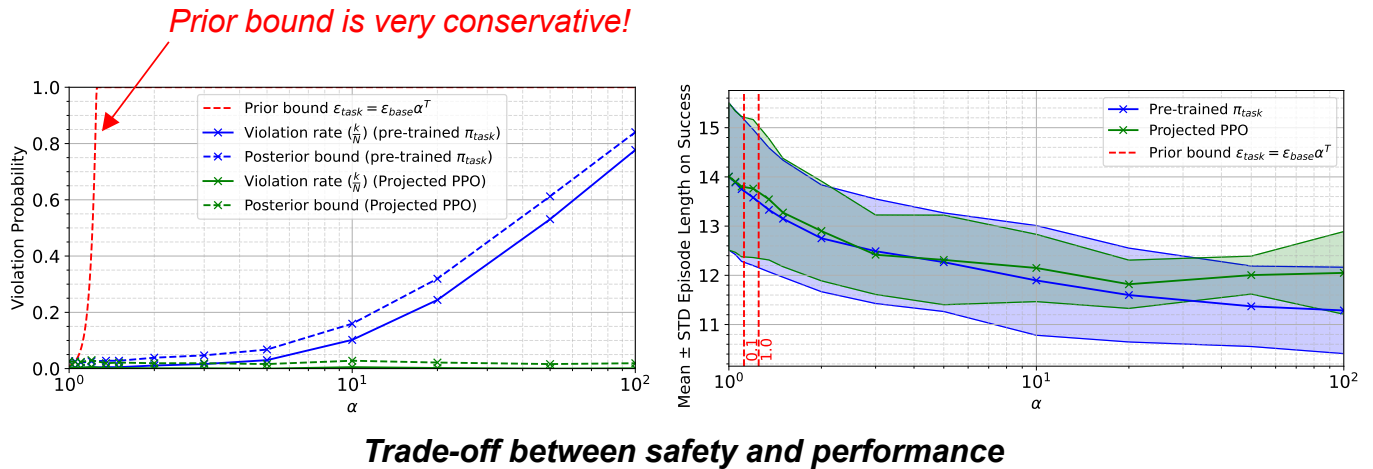 Prior bound is very conservative!
Violation Probability
1.0
0.8
0.6
0.4
0.2
0.0
Prior bound ε_task = ε_base α^T
Violation rate (k/N) (pre-trained π_task)
Posterior bound (pre-trained π_task)
Violation rate (k/N) (Projected PPO)
Posterior bound (Projected PPO)
10^0
10^1
10^2
α
Mean ± STD Episode Length on Success
15
14
13
12
11
Pre-trained π_task
Projected PPO
Prior bound ε_task = ε_base α^T
0.1
1.0
10^0
10^1
10^2
α
Trade-off between safety and performance